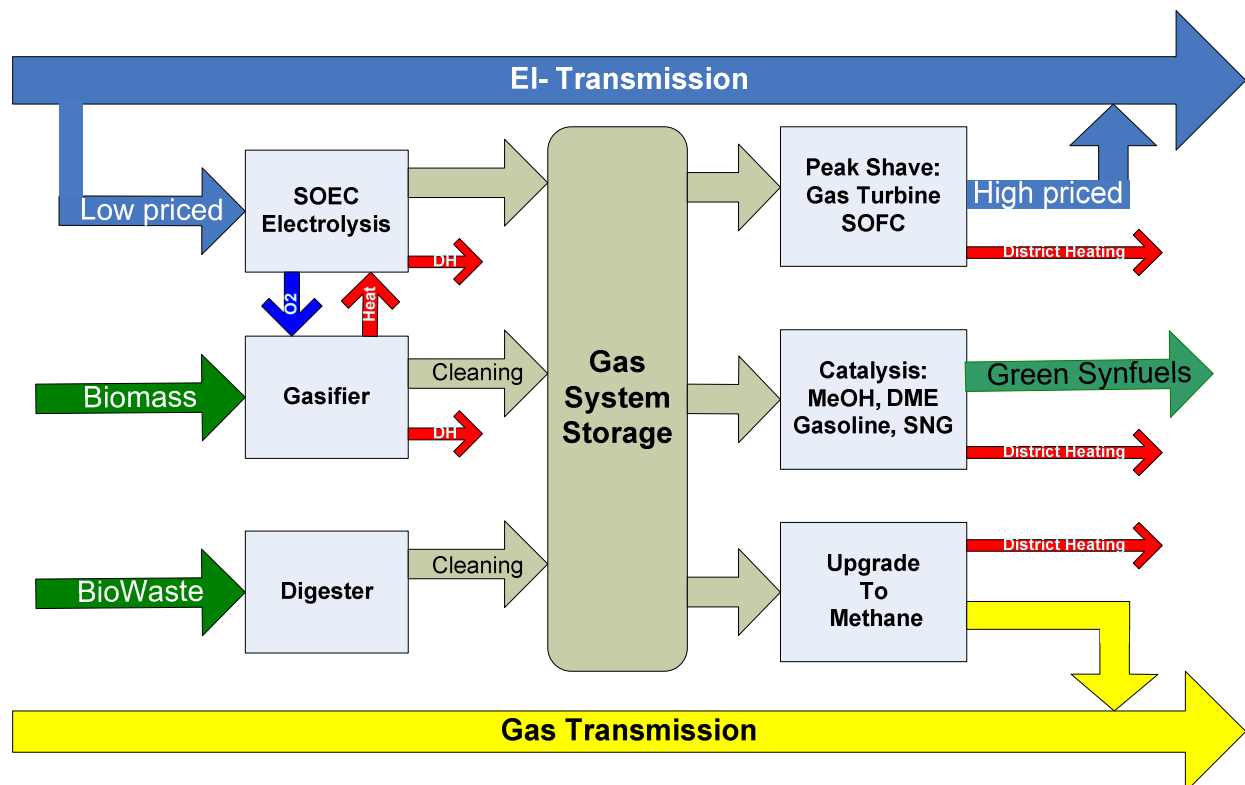 El- Transmission
Low priced
SOEC
Electrolysis
DH
Peak Shave:
Gas Turbine
SOFC
High priced
District Heating
O2
Heat
Biomass
Gasifier
Cleaning
DH
Gas
System
Storage
Catalysis:
MeOH, DME
Gasoline, SNG
Green Synfuels
District Heating
BioWaste
Digester
Cleaning
Upgrade
To
Methane
District Heating
Gas Transmission